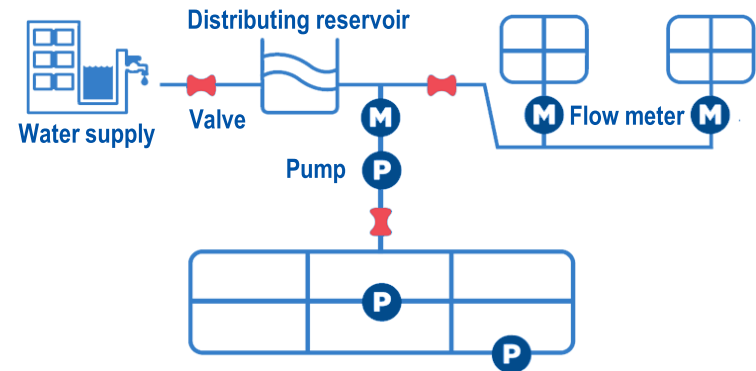 Distributing reservoir
Water supply
Valve
M
M
Flow meter
M
Pump
P
P
P